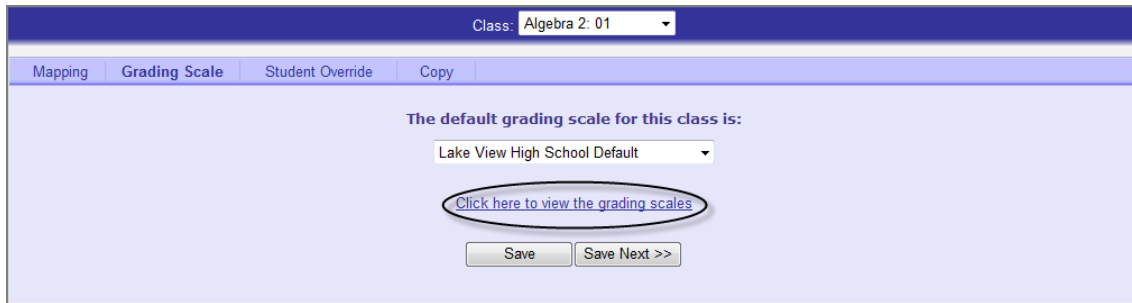 Class: Algebra 2: 01
Mapping Grading Scale Student Override Copy
The default grading scale for this class is:
Lake View High School Default
Click here to view the grading scales
Save Save Next >>